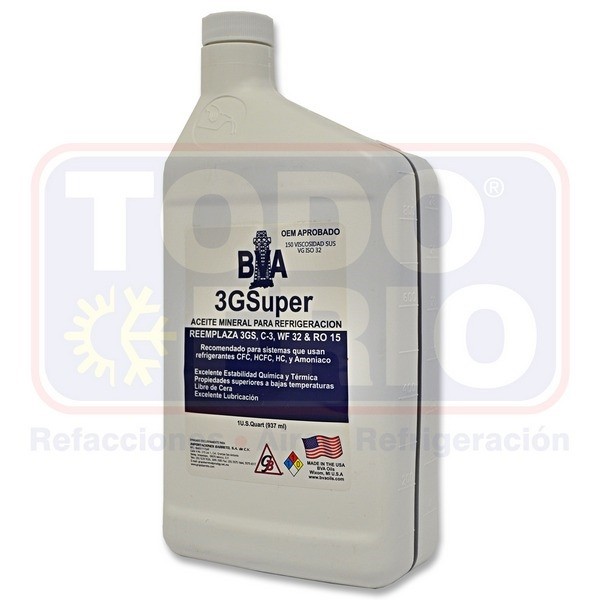 TODO
FRIO
®
Refacciones • Aire • Refrigeración
OEM APROBADO
150 VISCOSIDAD SUS
VG ISO 32
BVA
3GSuper
ACEITE MINERAL PARA REFRIGERACION
REEMPLAZA 3GS, C-3, WF 32 & RO 15
Recomendado para sistemas que usan
refrigerantes CFC, HCFC, HC, y Amoniaco
Excelente Estabilidad Química y Térmica
Propiedades superiores a bajas temperaturas
Libre de Cera
Excelente Lubricación
1U.S.Quart (937 ml)
MADE IN THE USA
BVA Oils
Wixom, MI U.S.A
www.bvaoils.com